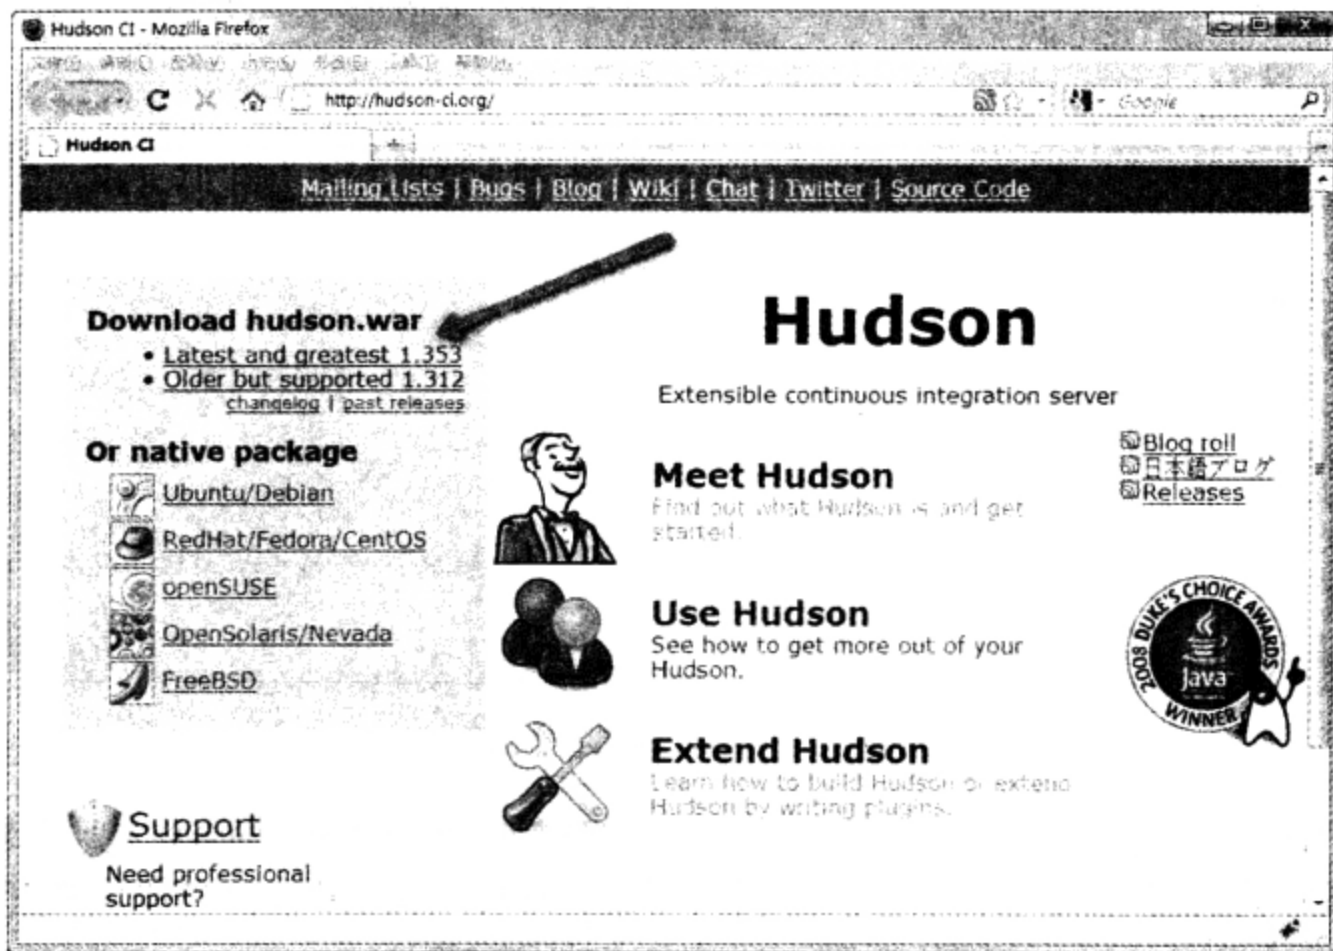 Hudson CI - Mozilla Firefox
http://hudson-ci.org/
Google
Hudson CI
Mailing Lists | Bugs | Blog | Wiki | Chat | Twitter | Source Code
Download hudson.war
• Latest and greatest 1.353
• Older but supported 1.312
changelog | past releases
Or native package
Ubuntu/Debian
RedHat/Fedora/CentOS
openSUSE
OpenSolaris/Nevada
FreeBSD
Support
Need professional
support?
Hudson
Extensible continuous integration server
Meet Hudson
Find out what Hudson is and get
started.
Use Hudson
See how to get more out of your
Hudson.
Extend Hudson
Learn how to build Hudson or extend
Hudson by writing plugins.
Blog roll
日本語ブログ
Releases
2008 DUKE'S CHOICE AWARDS
Java
WINNER